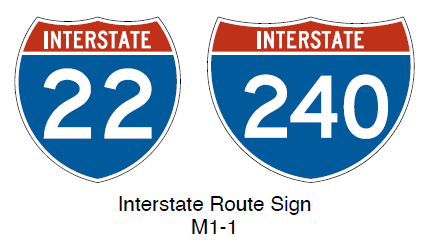 INTERSTATE
22
INTERSTATE
240
Interstate Route Sign
M1-1